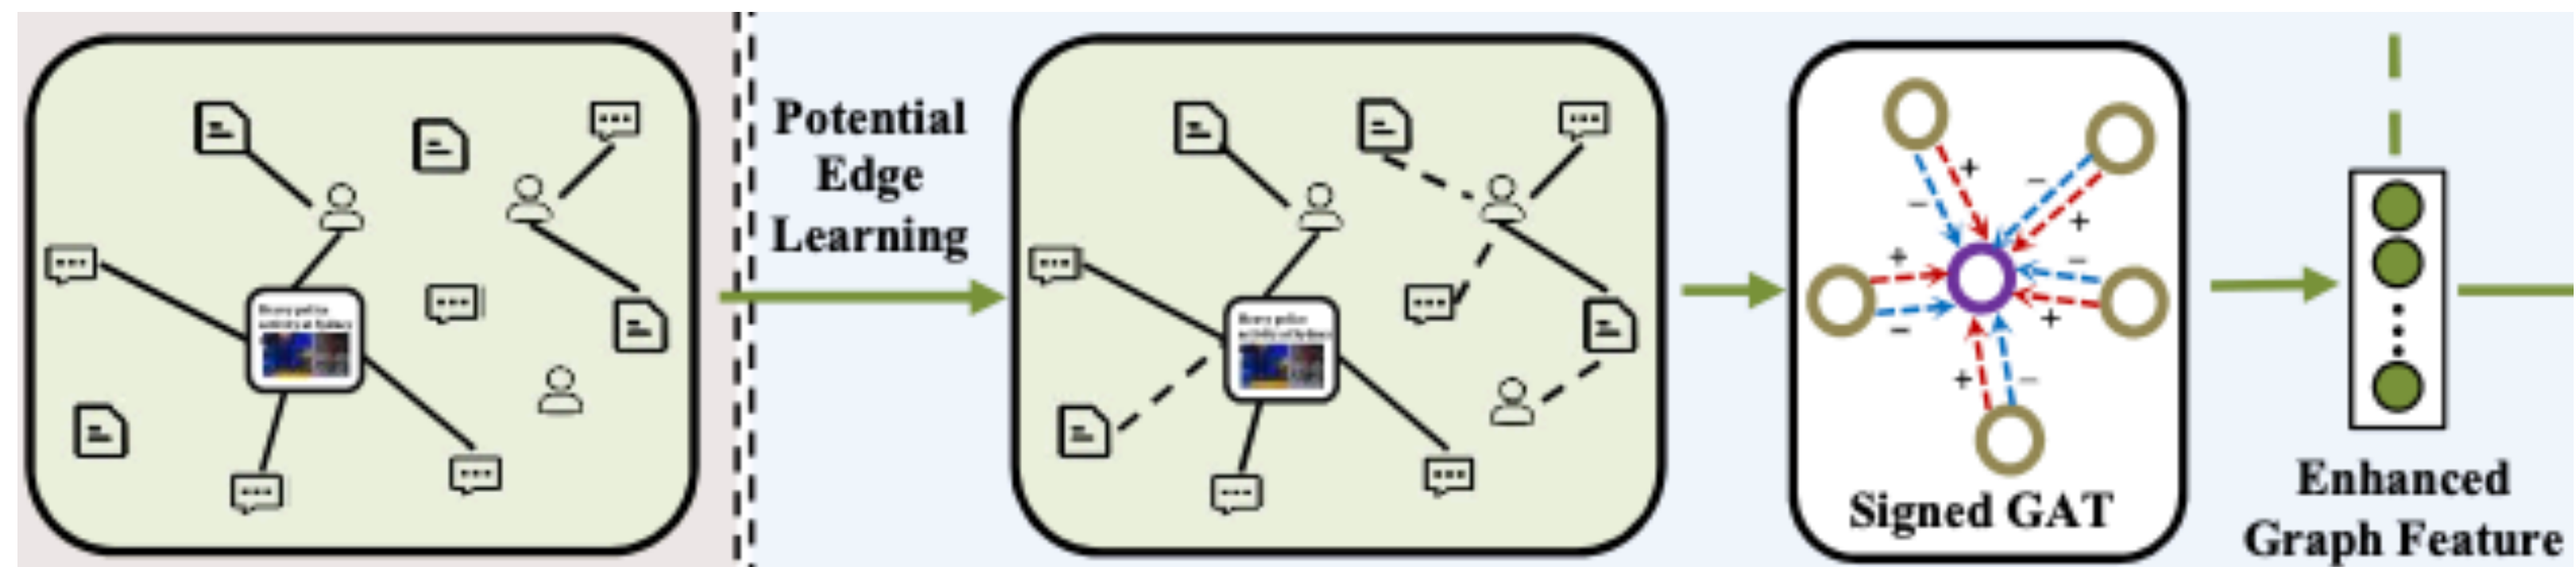 Potential
Edge
Learning
+
−
−
+
+
−
−
+
+
−
Signed GAT
Enhanced
Graph Feature